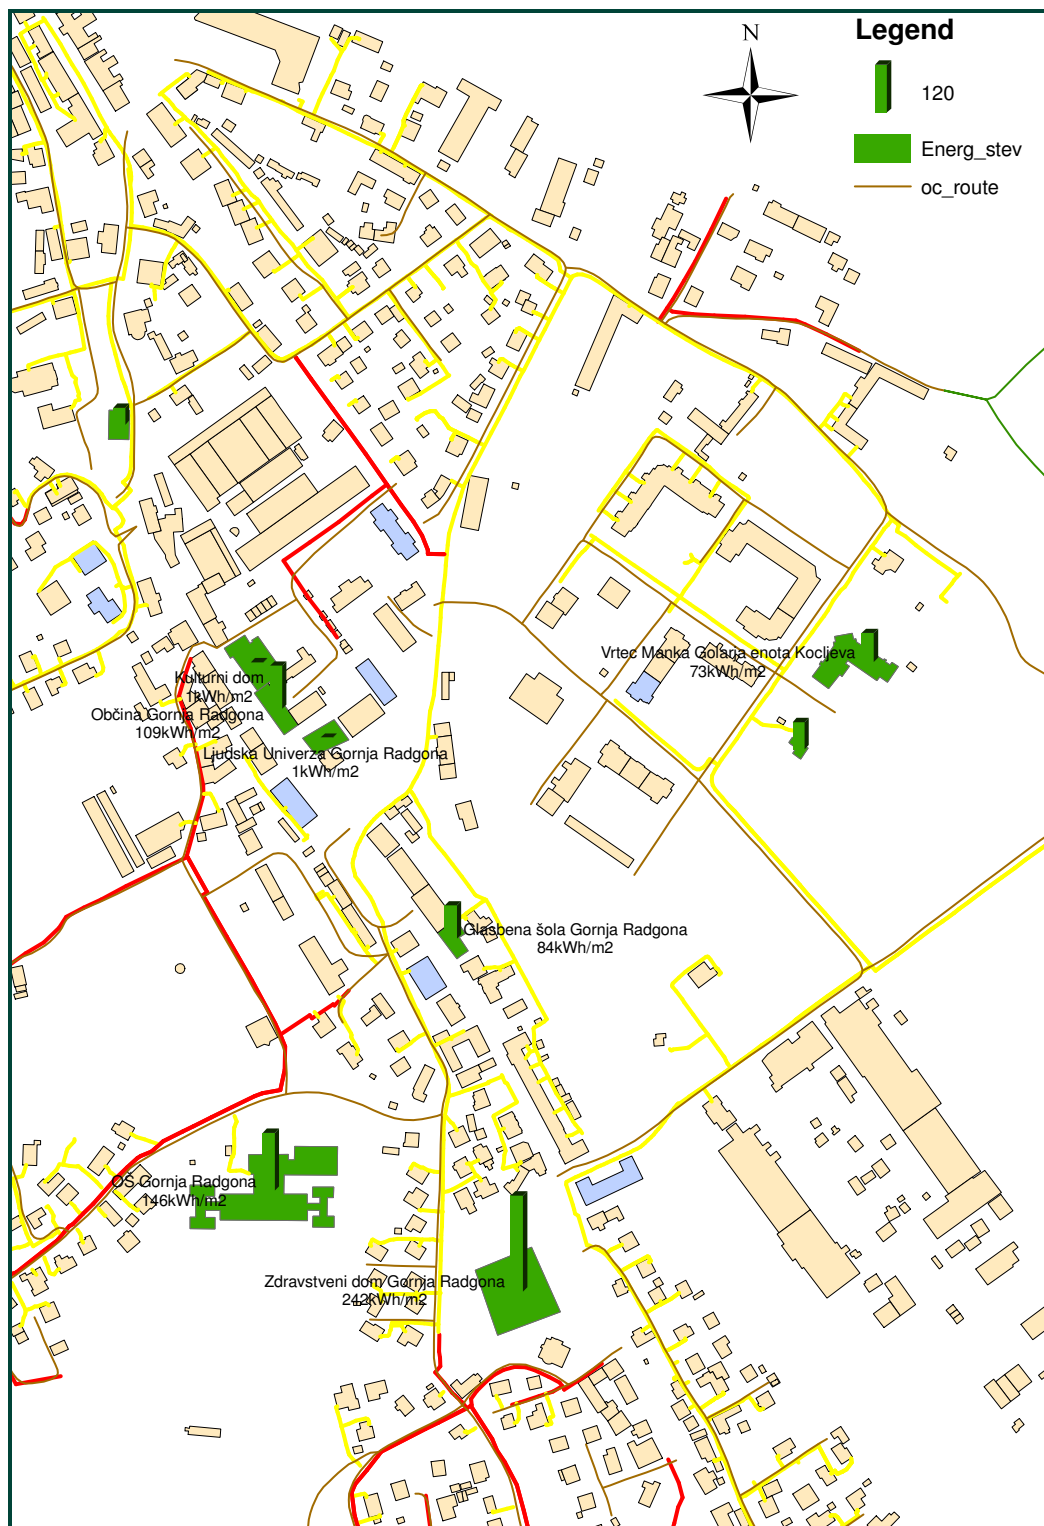 Legend
N
120
Energ_stev
oc_route
Vrtec Manka Golarja enota Kocljeva
73kWh/m2
Kulturni dom
1kWh/m2
Občina Gornja Radgona
109kWh/m2
Ljudska Univerza Gornja Radgona
1kWh/m2
Glasbena šola Gornja Radgona
84kWh/m2
OŠ Gornja Radgona
146kWh/m2
Zdravstveni dom Gornja Radgona
242kWh/m2